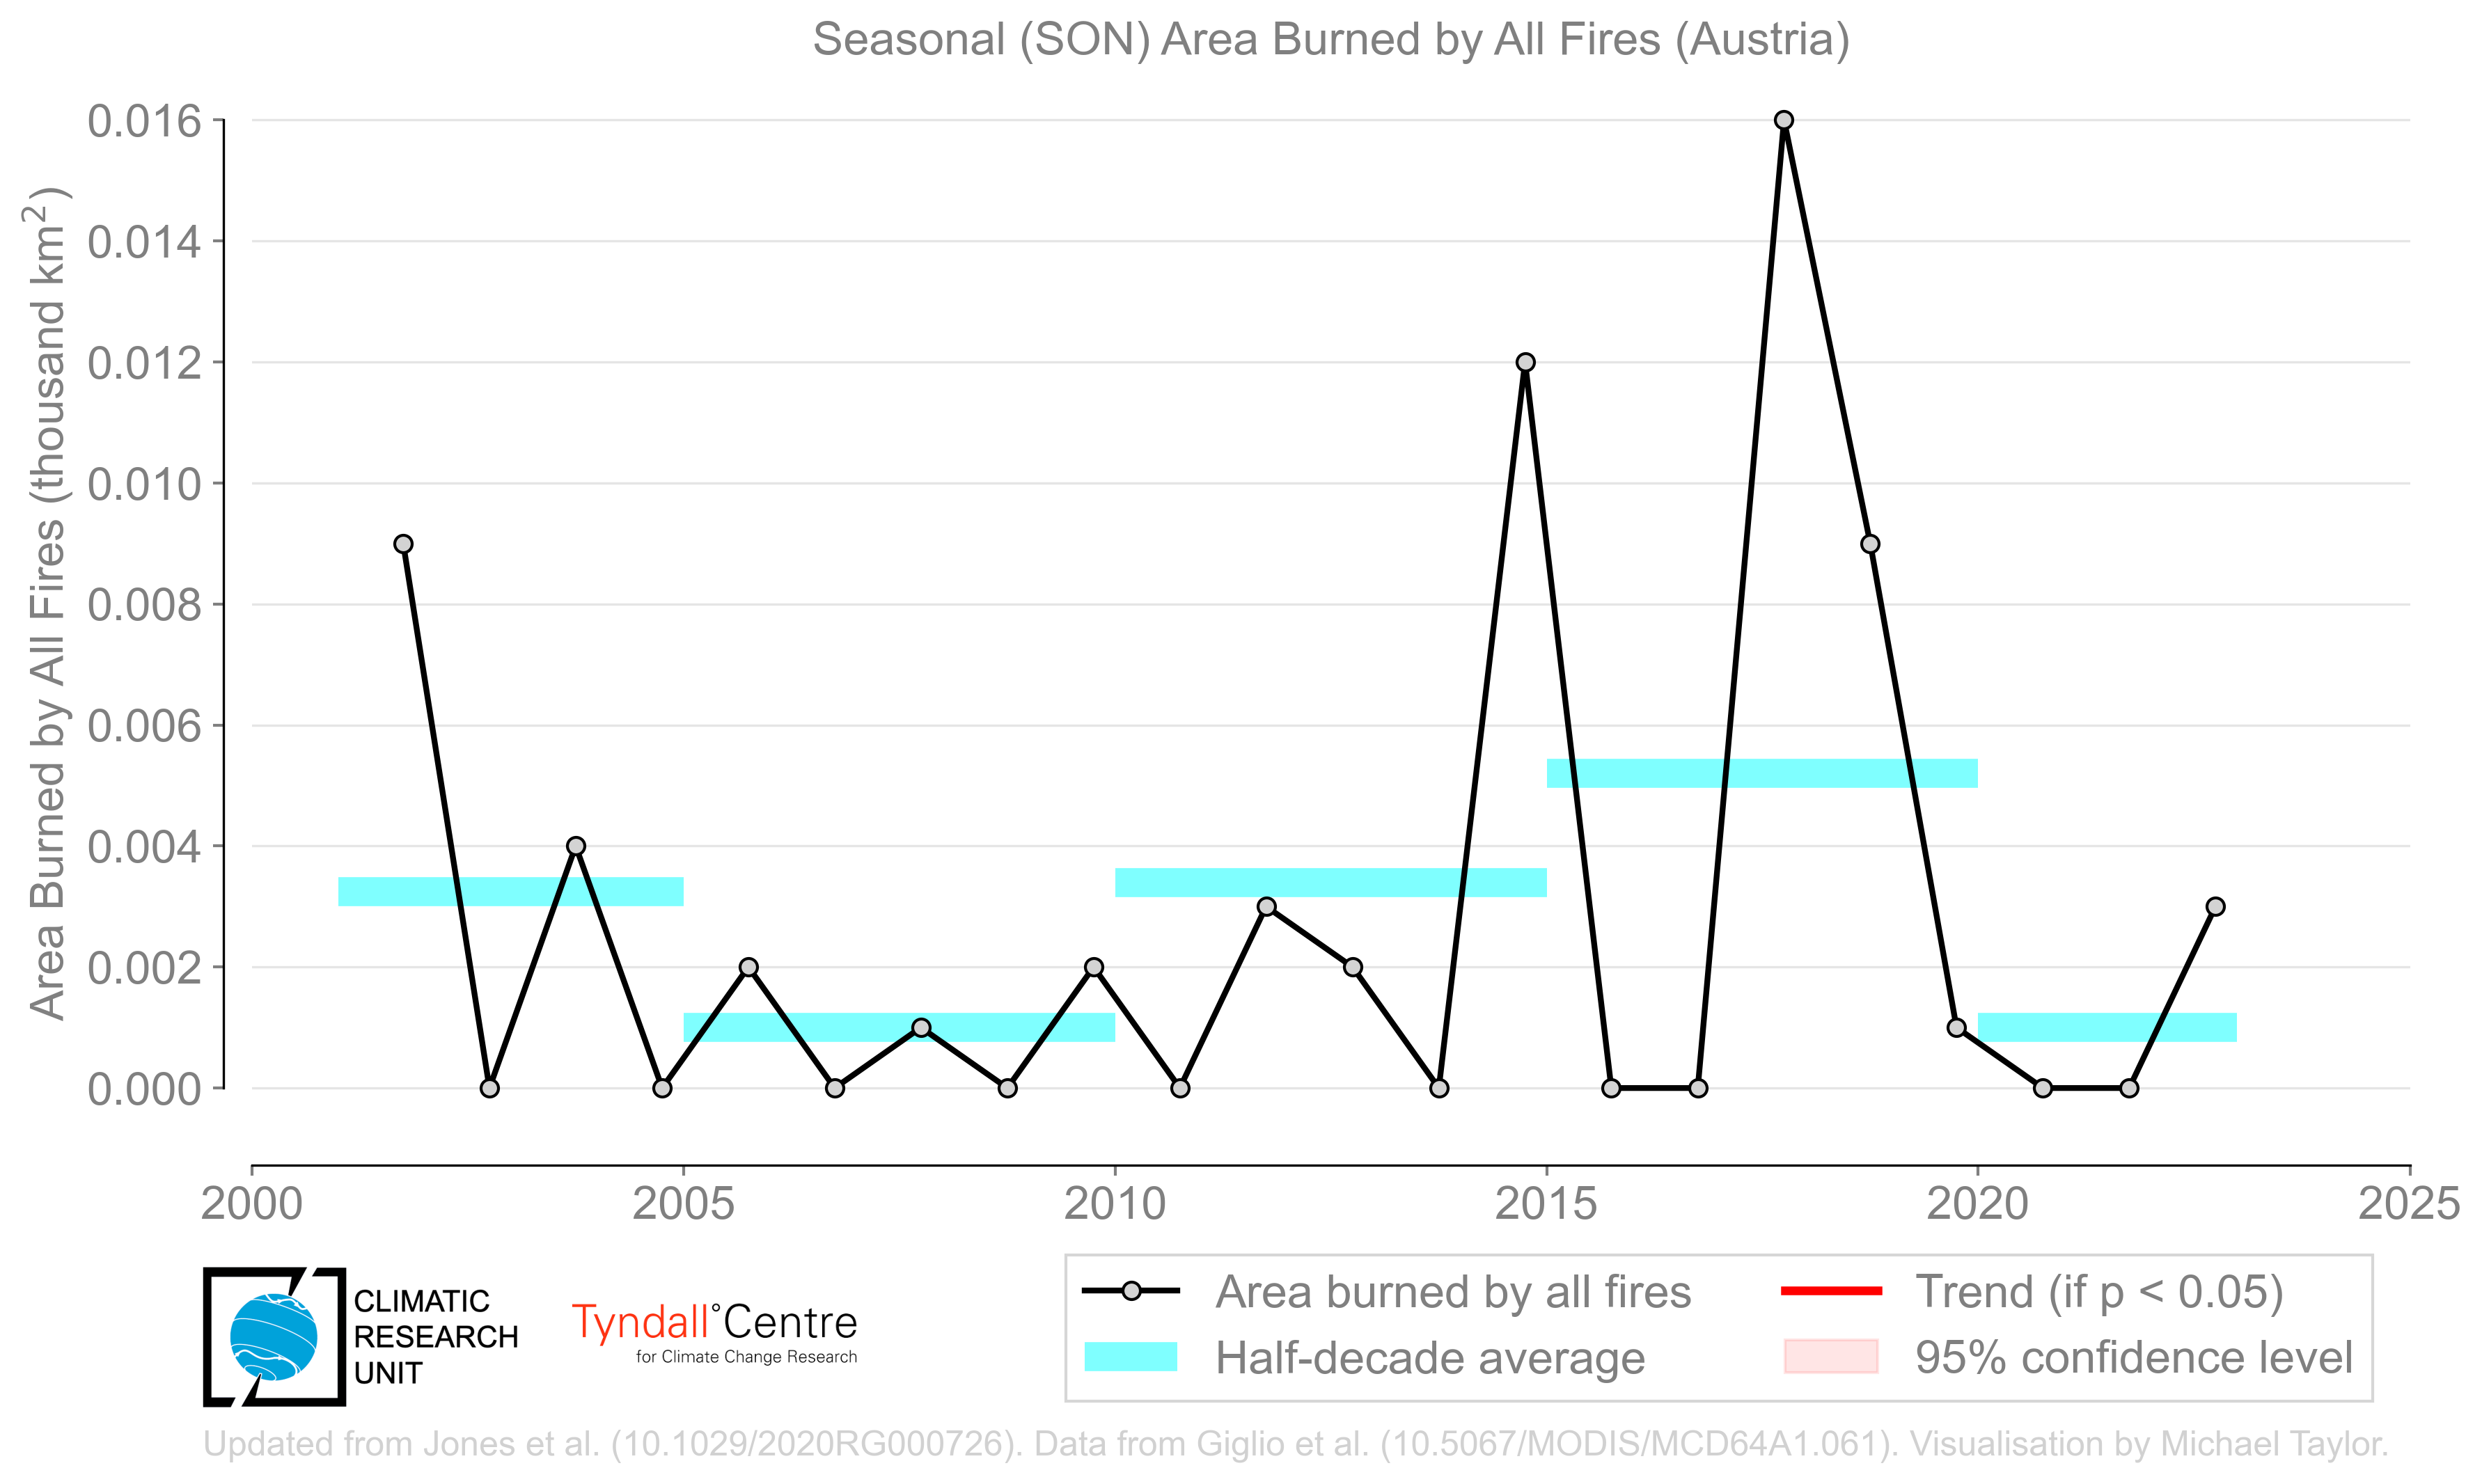 Seasonal (SON) Area Burned by All Fires (Austria)
Area Burned by All Fires (thousand km²)
0.016
0.014
0.012
0.010
0.008
0.006
0.004
0.002
0.000
2000
2005
2010
2015
2020
2025
CLIMATIC
RESEARCH
UNIT
Tyndall°Centre
for Climate Change Research
Area burned by all fires
Half-decade average
Trend (if p < 0.05)
95% confidence level
Updated from Jones et al. (10.1029/2020RG000726). Data from Giglio et al. (10.5067/MODIS/MCD64A1.061). Visualisation by Michael Taylor.